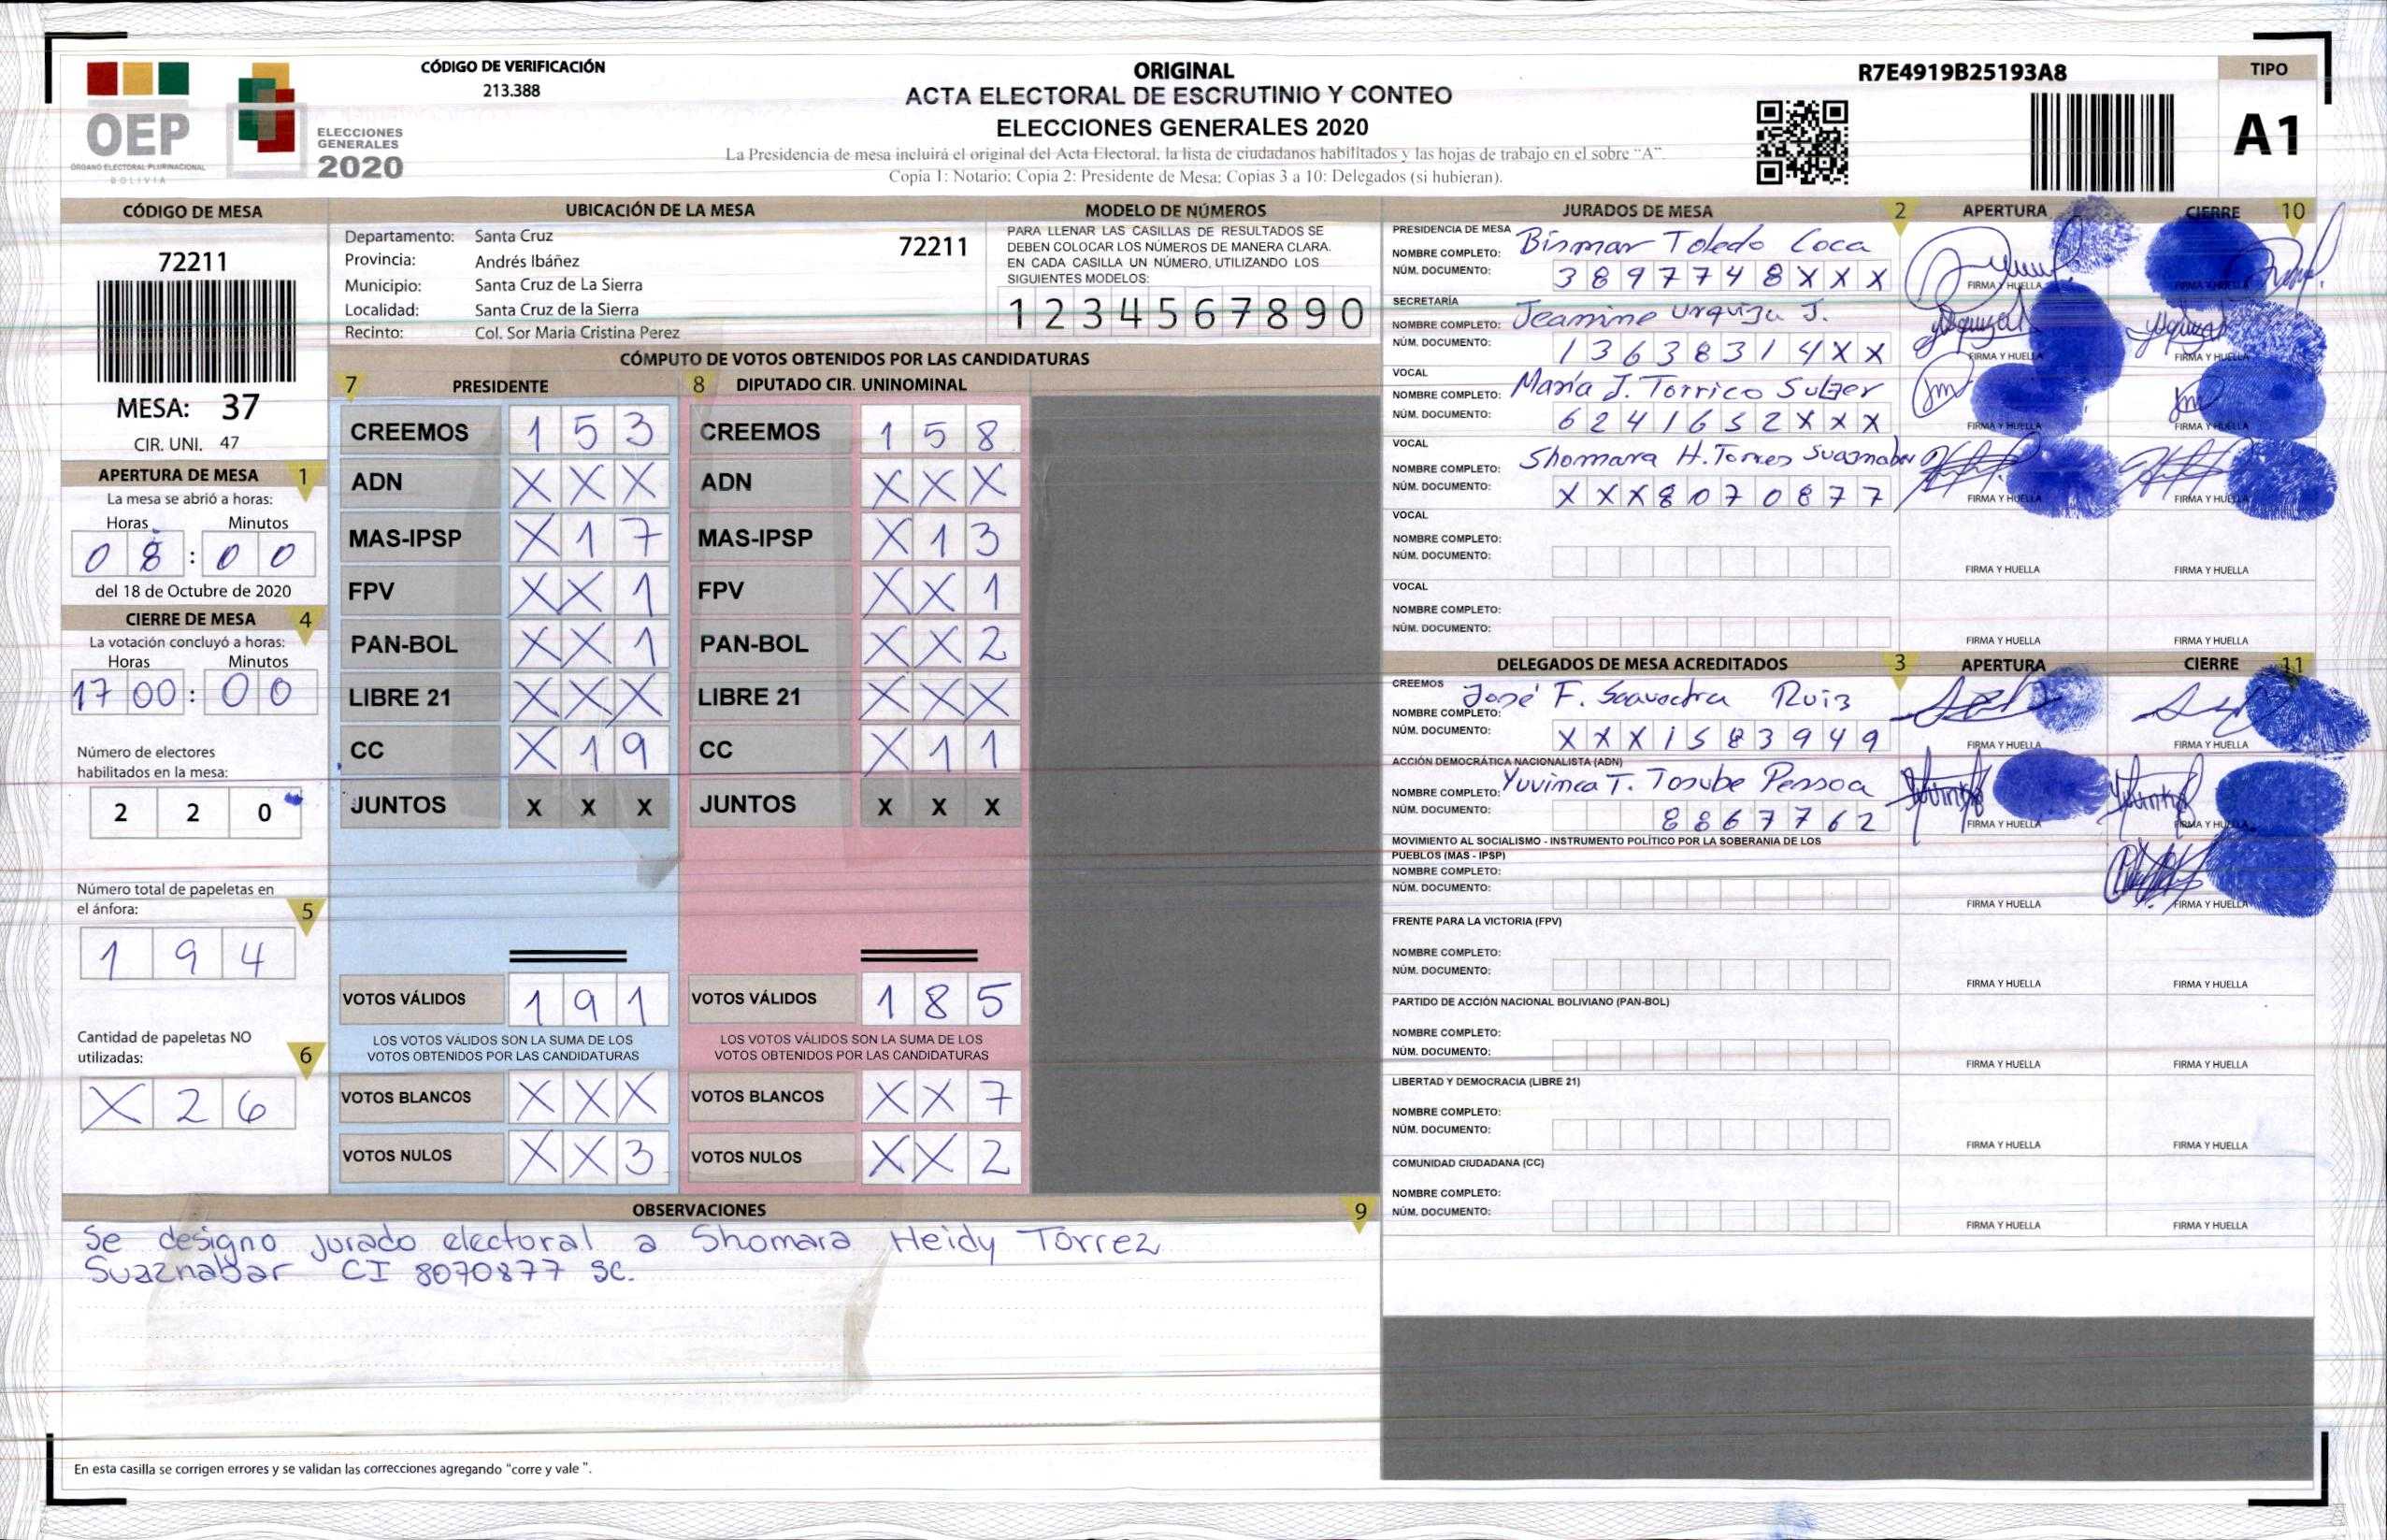 CÓDIGO DE VERIFICACIÓN
213.388
ORIGINAL
ACTA ELECTORAL DE ESCRUTINIO Y CONTEO
ELECCIONES GENERALES 2020
La Presidencia de mesa incluirá el original del Acta Electoral, la lista de ciudadanos habilitados y las hojas de trabajo en el sobre "A".
Copia 1: Notario; Copia 2: Presidente de Mesa; Copias 3 a 10: Delegados (si hubieran).
R7E4919B25193A8
TIPO
A1
OEP
ÓRGANO ELECTORAL PLURINACIONAL
BOLIVIA
ELECCIONES
GENERALES
2020
CÓDIGO DE MESA
72211
MESA: 37
CIR. UNI. 47
APERTURA DE MESA 1
La mesa se abrió a horas:
Horas Minutos
0 8 : 0 0
del 18 de Octubre de 2020
CIERRE DE MESA 4
La votación concluyó a horas:
Horas Minutos
17 00 : 0 0
Número de electores
habilitados en la mesa:
2 2 0
Número total de papeletas en
el ánfora: 5
1 9 4
Cantidad de papeletas NO
utilizadas: 6
X 2 6
UBICACIÓN DE LA MESA
Departamento: Santa Cruz 72211
Provincia: Andrés Ibáñez
Municipio: Santa Cruz de La Sierra
Localidad: Santa Cruz de la Sierra
Recinto: Col. Sor Maria Cristina Perez
MODELO DE NÚMEROS
PARA LLENAR LAS CASILLAS DE RESULTADOS SE
DEBEN COLOCAR LOS NÚMEROS DE MANERA CLARA.
EN CADA CASILLA UN NÚMERO, UTILIZANDO LOS
SIGUIENTES MODELOS:
1 2 3 4 5 6 7 8 9 0
CÓMPUTO DE VOTOS OBTENIDOS POR LAS CANDIDATURAS
7 PRESIDENTE 8 DIPUTADO CIR. UNINOMINAL
CREEMOS 1 5 3 CREEMOS 1 5 8
ADN X X X ADN X X X
MAS-IPSP X 1 7 MAS-IPSP X 1 3
FPV X X 1 FPV X X 1
PAN-BOL X X 1 PAN-BOL X X 2
LIBRE 21 X X X LIBRE 21 X X X
CC X 1 9 CC X 1 1
JUNTOS X X X JUNTOS X X X
VOTOS VÁLIDOS 1 9 1 VOTOS VÁLIDOS 1 8 5
LOS VOTOS VÁLIDOS SON LA SUMA DE LOS LOS VOTOS VÁLIDOS SON LA SUMA DE LOS
VOTOS OBTENIDOS POR LAS CANDIDATURAS VOTOS OBTENIDOS POR LAS CANDIDATURAS
VOTOS BLANCOS X X X VOTOS BLANCOS X X 7
VOTOS NULOS X X 3 VOTOS NULOS X X 2
OBSERVACIONES 9
Se designo jurado electoral a Shomara Heidy Torrez
Suaznabar CI 8070877 SC.
En esta casilla se corrigen errores y se validan las correcciones agregando "corre y vale ".
JURADOS DE MESA 2 APERTURA CIERRE 10
PRESIDENCIA DE MESA
NOMBRE COMPLETO: Bismar Toledo Coca
NÚM. DOCUMENTO: 3 8 9 7 7 4 8 X X X
FIRMA Y HUELLA FIRMA Y HUELLA
SECRETARÍA
NOMBRE COMPLETO: Jeanine Urquiza J.
NÚM. DOCUMENTO: 1 3 6 3 8 3 1 4 X X
FIRMA Y HUELLA FIRMA Y HUELLA
VOCAL
NOMBRE COMPLETO: María J. Torrico Sulzer
NÚM. DOCUMENTO: 6 2 4 1 6 5 2 X X X
FIRMA Y HUELLA FIRMA Y HUELLA
VOCAL
NOMBRE COMPLETO: Shomara H. Torres Suaznabar
NÚM. DOCUMENTO: X X X 8 0 7 0 8 7 7
FIRMA Y HUELLA FIRMA Y HUELLA
VOCAL
NOMBRE COMPLETO:
NÚM. DOCUMENTO:
FIRMA Y HUELLA FIRMA Y HUELLA
VOCAL
NOMBRE COMPLETO:
NÚM. DOCUMENTO:
FIRMA Y HUELLA FIRMA Y HUELLA
DELEGADOS DE MESA ACREDITADOS 3 APERTURA CIERRE 11
CREEMOS
NOMBRE COMPLETO: José F. Saavedra Ruiz
NÚM. DOCUMENTO: X X X 1 5 8 3 9 4 9
FIRMA Y HUELLA FIRMA Y HUELLA
ACCIÓN DEMOCRÁTICA NACIONALISTA (ADN)
NOMBRE COMPLETO: Yuvinca T. Tosube Pessoa
NÚM. DOCUMENTO: 8 8 6 7 7 6 2
FIRMA Y HUELLA FIRMA Y HUELLA
MOVIMIENTO AL SOCIALISMO - INSTRUMENTO POLÍTICO POR LA SOBERANIA DE LOS
PUEBLOS (MAS - IPSP)
NOMBRE COMPLETO:
NÚM. DOCUMENTO:
FIRMA Y HUELLA FIRMA Y HUELLA
FRENTE PARA LA VICTORIA (FPV)
NOMBRE COMPLETO:
NÚM. DOCUMENTO:
FIRMA Y HUELLA FIRMA Y HUELLA
PARTIDO DE ACCIÓN NACIONAL BOLIVIANO (PAN-BOL)
NOMBRE COMPLETO:
NÚM. DOCUMENTO:
FIRMA Y HUELLA FIRMA Y HUELLA
LIBERTAD Y DEMOCRACIA (LIBRE 21)
NOMBRE COMPLETO:
NÚM. DOCUMENTO:
FIRMA Y HUELLA FIRMA Y HUELLA
COMUNIDAD CIUDADANA (CC)
NOMBRE COMPLETO:
NÚM. DOCUMENTO:
FIRMA Y HUELLA FIRMA Y HUELLA